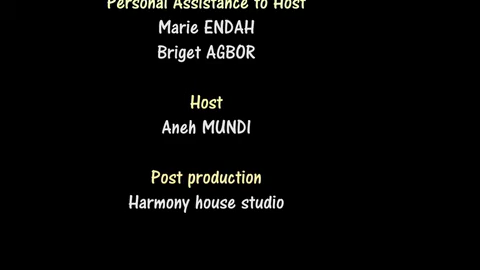 Personal Assistance to Host
Marie ENDAH
Briget AGBOR
Host
Aneh MUNDI
Post production
Harmony house studio